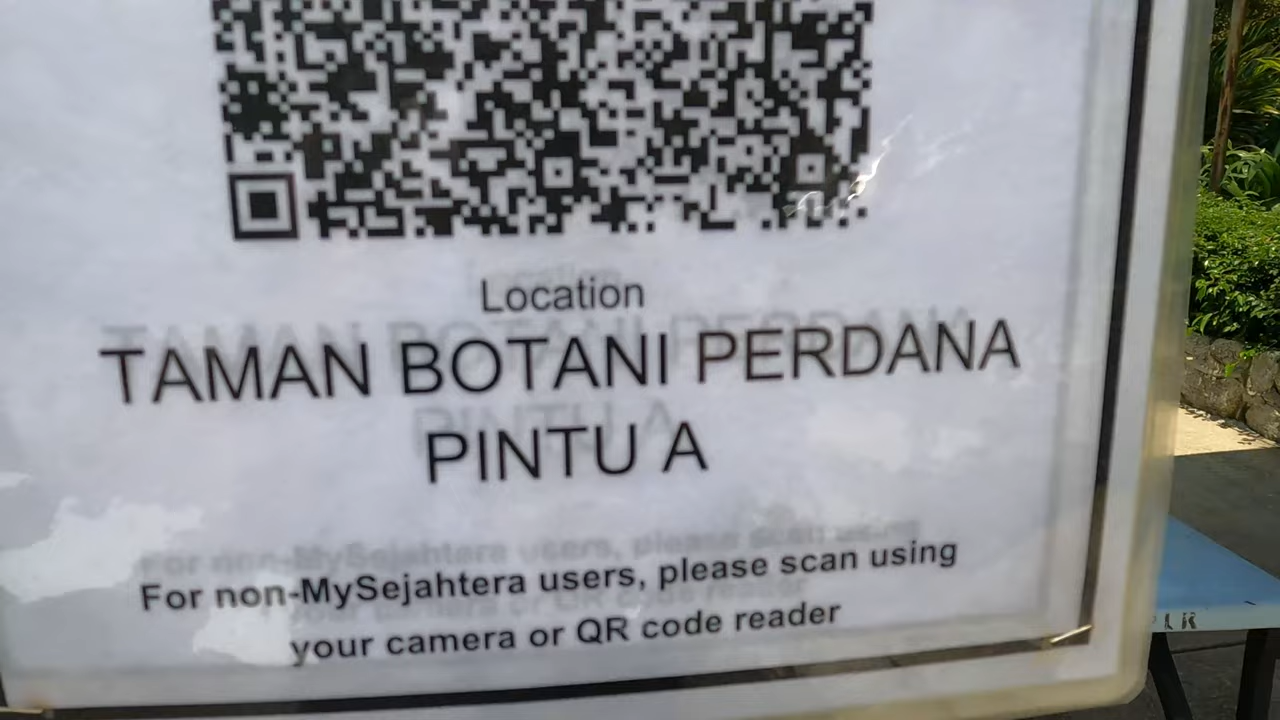 Location
TAMAN BOTANI PERDANA
PINTU A
For non-MySejahtera users, please scan using
your camera or QR code reader